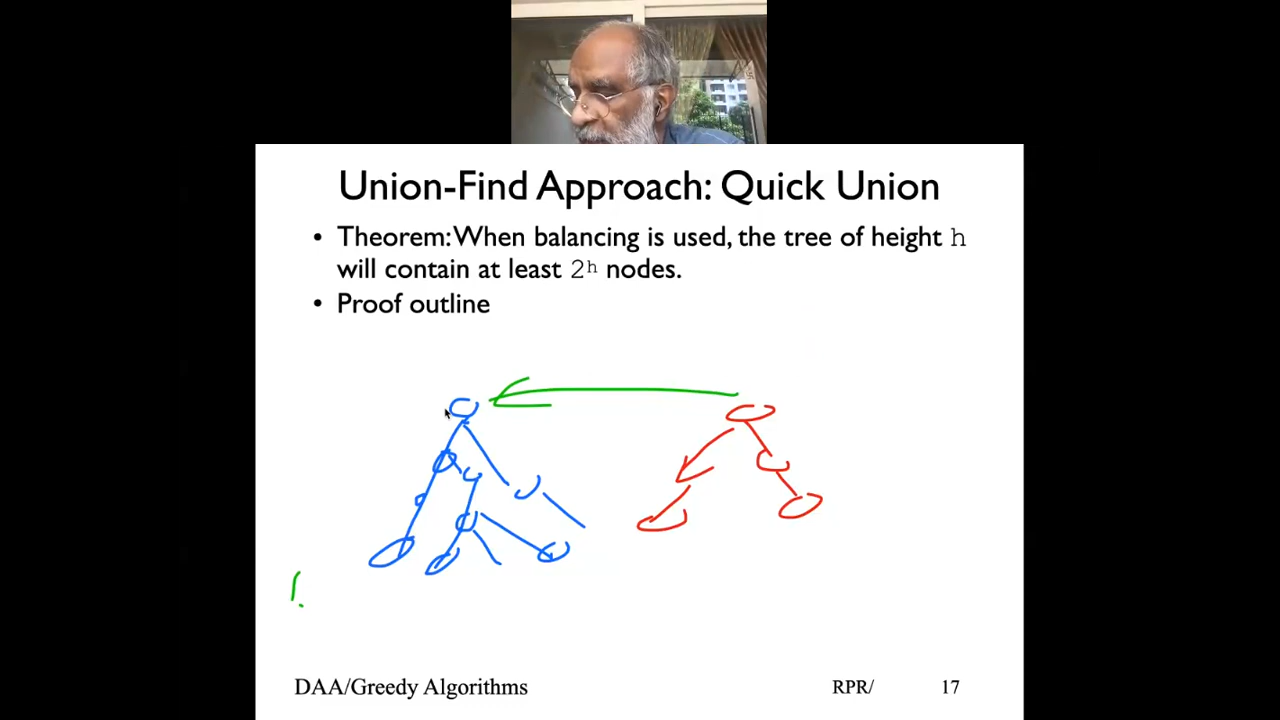 Union-Find Approach: Quick Union
• Theorem: When balancing is used, the tree of height h
will contain at least 2ʰ nodes.
• Proof outline
1.
DAA/Greedy Algorithms RPR/ 17